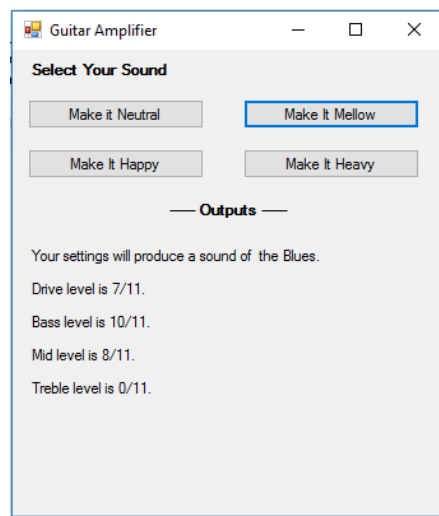 Guitar Amplifier
Select Your Sound
Make it Neutral
Make It Mellow
Make It Happy
Make It Heavy
—— Outputs ——
Your settings will produce a sound of the Blues.
Drive level is 7/11.
Bass level is 10/11.
Mid level is 8/11.
Treble level is 0/11.